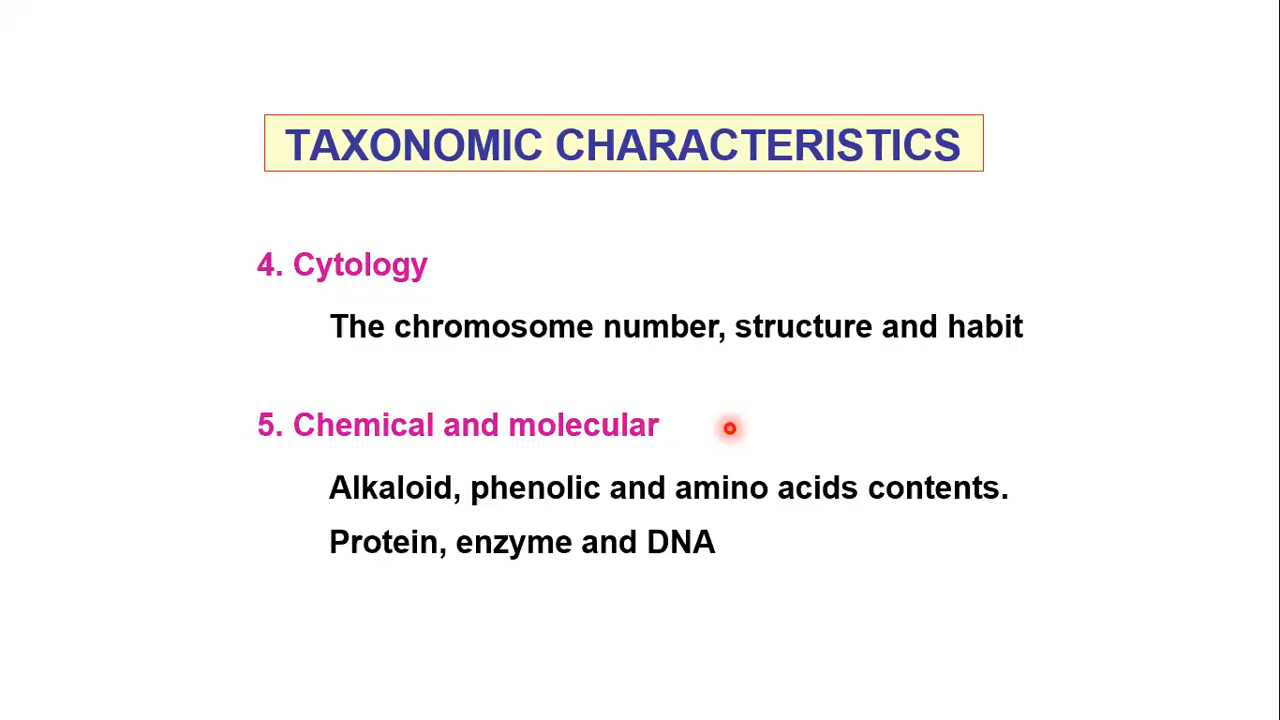 TAXONOMIC CHARACTERISTICS
4. Cytology
The chromosome number, structure and habit
5. Chemical and molecular
Alkaloid, phenolic and amino acids contents.
Protein, enzyme and DNA